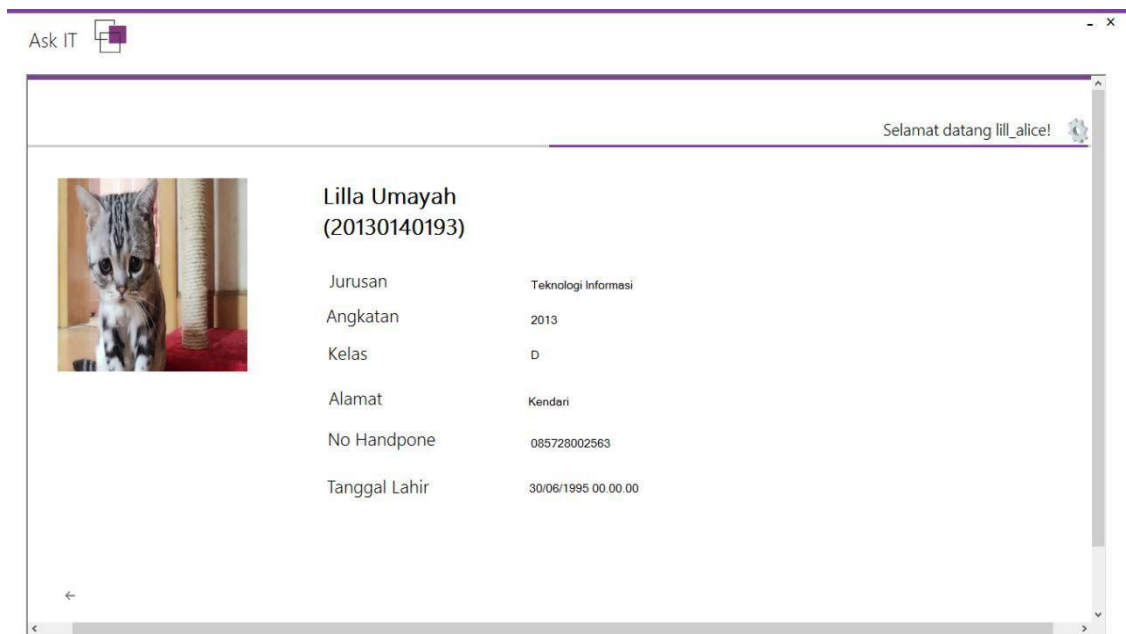 Ask IT
Selamat datang lill_alice!
Lilla Umayah
(20130140193)
Jurusan Teknologi Informasi
Angkatan 2013
Kelas D
Alamat Kendari
No Handpone 085728002563
Tanggal Lahir 30/06/1995 00.00.00